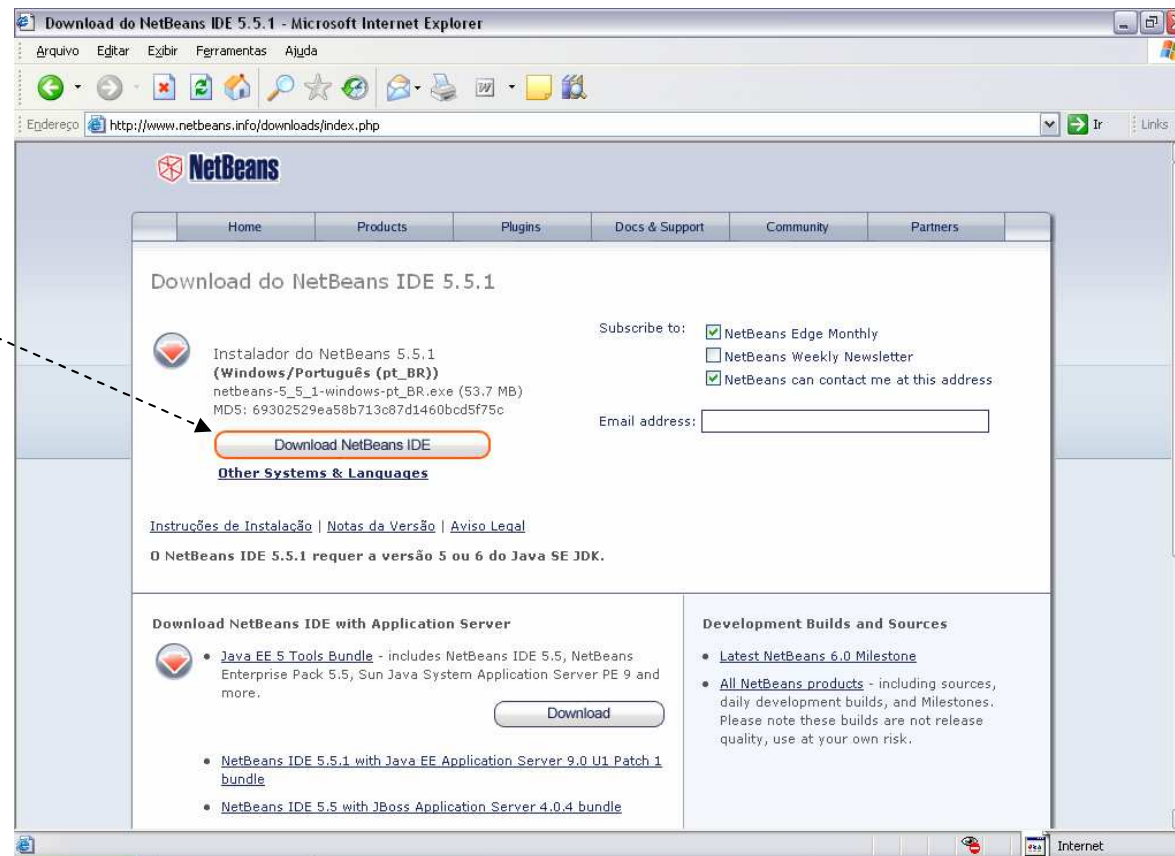 Download do NetBeans IDE 5.5.1 - Microsoft Internet Explorer
Arquivo Editar Exibir Ferramentas Ajuda
Endereço http://www.netbeans.info/downloads/index.php Ir Links
NetBeans
Home Products Plugins Docs & Support Community Partners
Download do NetBeans IDE 5.5.1
Instalador do NetBeans 5.5.1
(Windows/Português (pt_BR))
netbeans-5_5_1-windows-pt_BR.exe (53.7 MB)
MD5: 69302529ea58b713c87d1460bcd5f75c
Download NetBeans IDE
Other Systems & Languages
Subscribe to:
NetBeans Edge Monthly
NetBeans Weekly Newsletter
NetBeans can contact me at this address
Email address:
Instruções de Instalação | Notas da Versão | Aviso Legal
O NetBeans IDE 5.5.1 requer a versão 5 ou 6 do Java SE JDK.
Download NetBeans IDE with Application Server
Java EE 5 Tools Bundle - includes NetBeans IDE 5.5, NetBeans
Enterprise Pack 5.5, Sun Java System Application Server PE 9 and
more.
Download
NetBeans IDE 5.5.1 with Java EE Application Server 9.0 U1 Patch 1
bundle
NetBeans IDE 5.5 with JBoss Application Server 4.0.4 bundle
Development Builds and Sources
Latest NetBeans 6.0 Milestone
All NetBeans products - including sources,
daily development builds, and Milestones.
Please note these builds are not release
quality, use at your own risk.
Internet